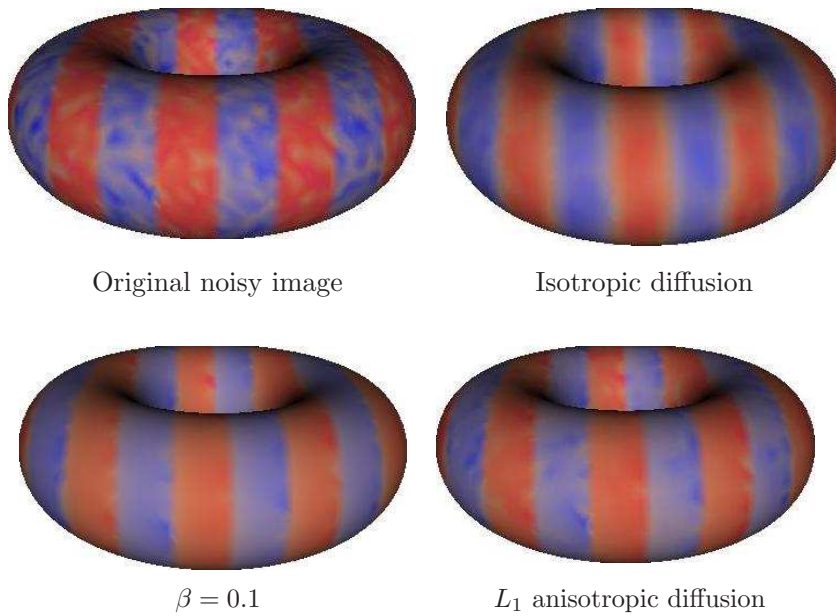 Original noisy image
Isotropic diffusion
β = 0.1
L₁ anisotropic diffusion